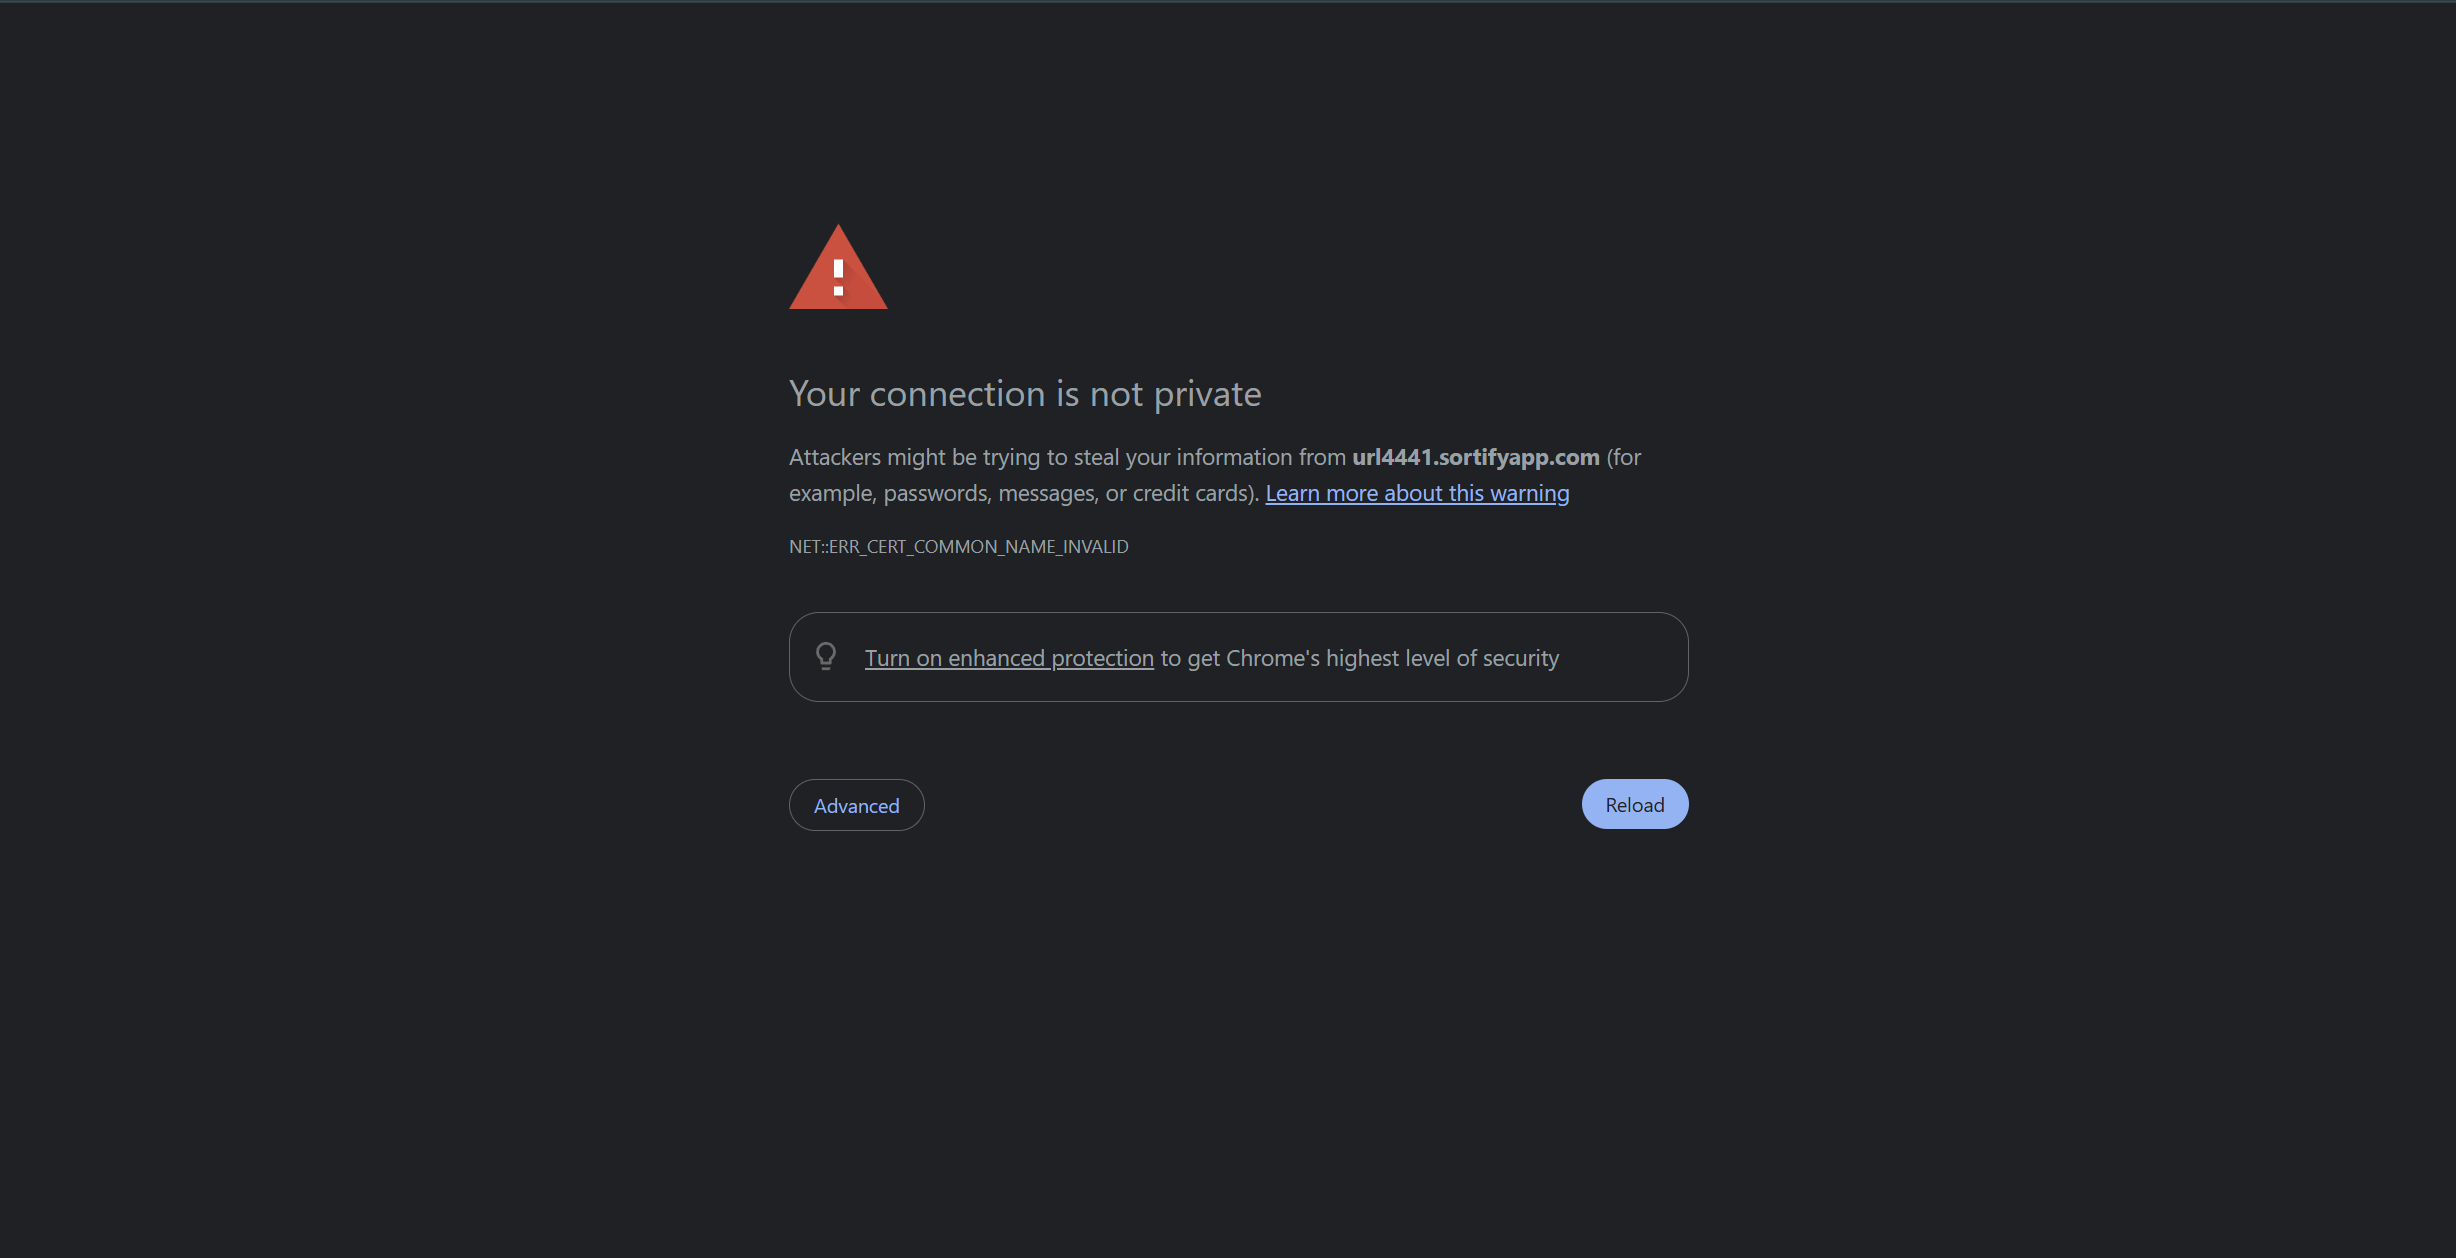 Your connection is not private
Attackers might be trying to steal your information from url4441.sortifyapp.com (for
example, passwords, messages, or credit cards). Learn more about this warning
NET::ERR_CERT_COMMON_NAME_INVALID
Turn on enhanced protection to get Chrome's highest level of security
Advanced
Reload